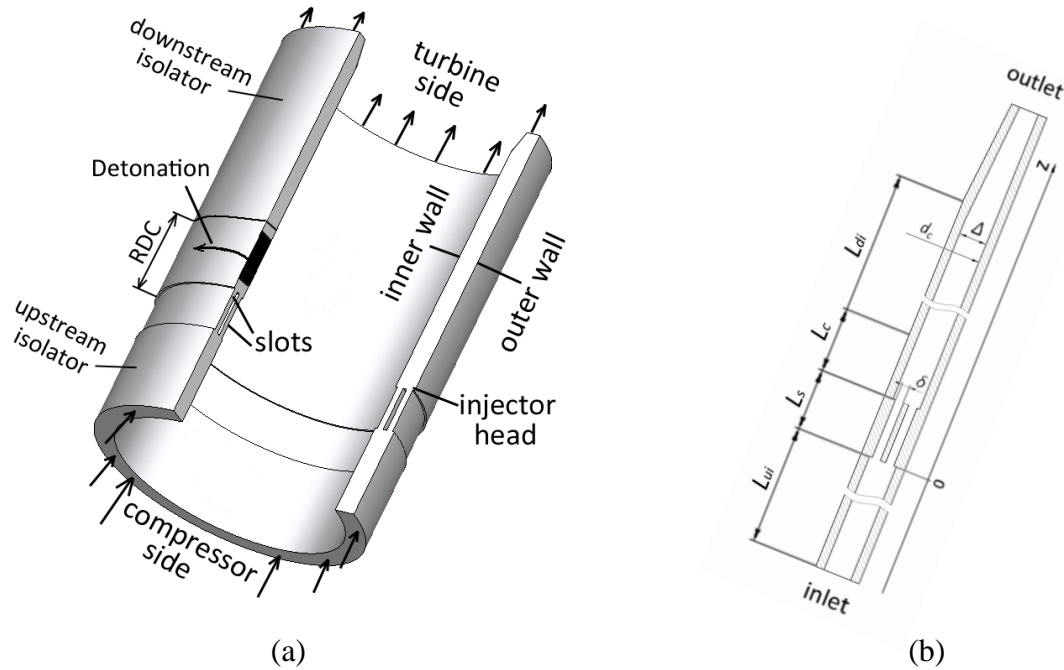 downstream
isolator
turbine
side
Detonation
RDC
inner wall
outer wall
upstream
isolator
slots
injector
head
compressor
side
(a)
outlet
z
Δ
d_c
L_di
L_c
δ
L_s
L_ui
0
inlet
(b)